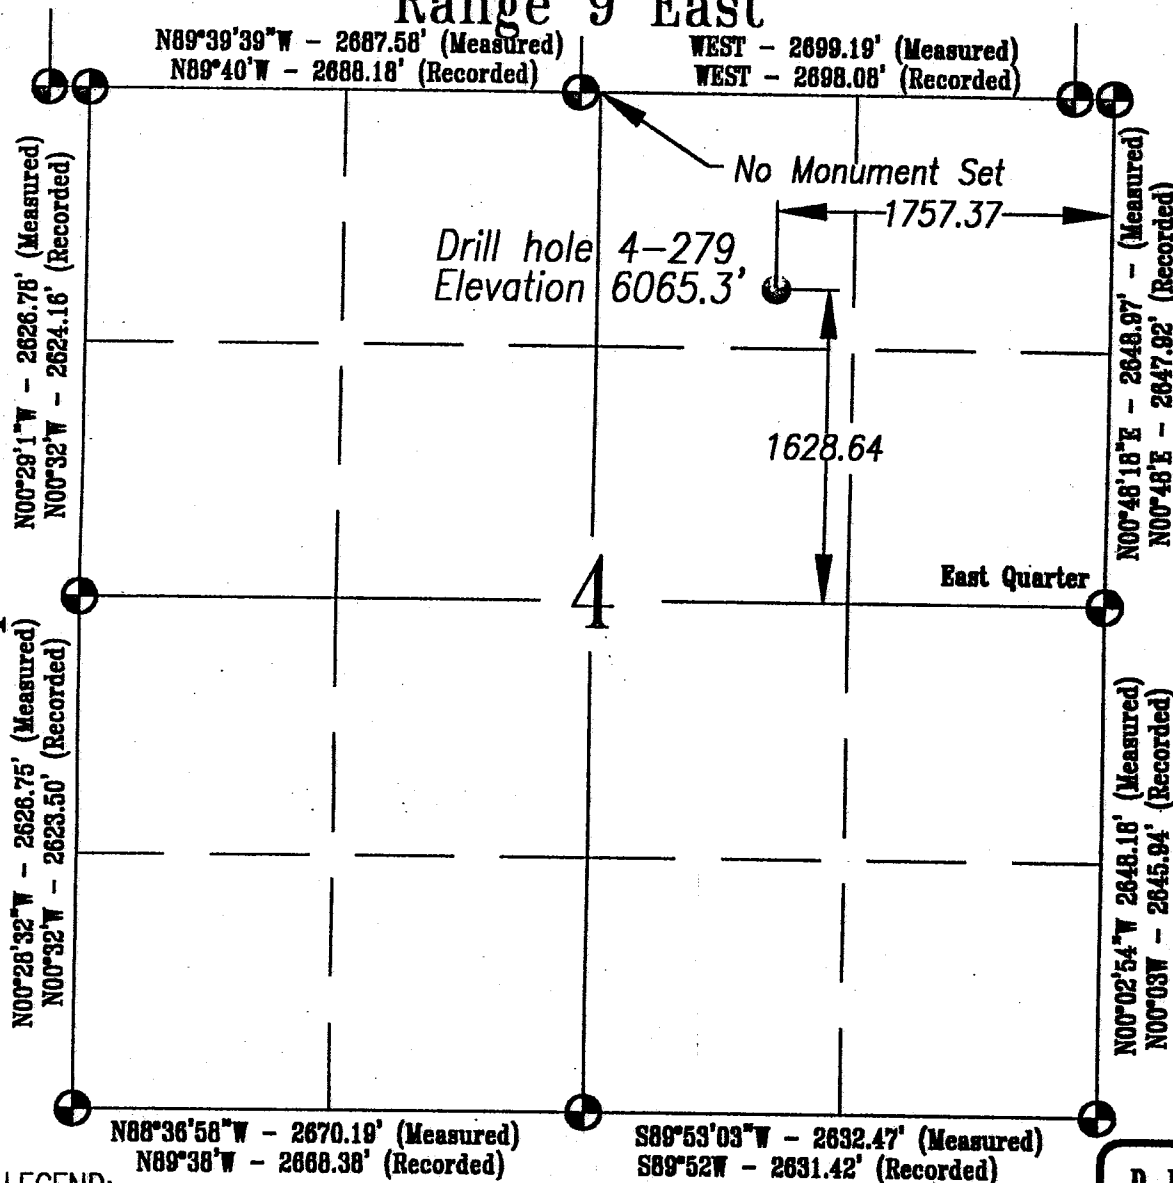 Range 9 East
N89°39'39"W - 2687.58' (Measured)
N89°40'W - 2688.18' (Recorded)
WEST - 2699.19' (Measured)
WEST - 2698.08' (Recorded)
No Monument Set
1757.37
Drill hole 4-279
Elevation 6065.3'
1628.64
N00°29'1"W - 2626.78' (Measured)
N00°32'W - 2624.16' (Recorded)
N00°48'18"E - 2648.97' - (Measured)
N00°48'E - 2647.92' (Recorded)
East Quarter
4
N00°28'32"W - 2626.75' (Measured)
N00°32'W - 2623.50' (Recorded)
N00°02'54"W 2648.18' (Measured)
N00°03W - 2645.94' (Recorded)
N88°36'58"W - 2670.19' (Measured)
N89°38'W - 2668.38' (Recorded)
S89°53'03"W - 2632.47' (Measured)
S89°52W - 2631.42' (Recorded)
LEGEND: